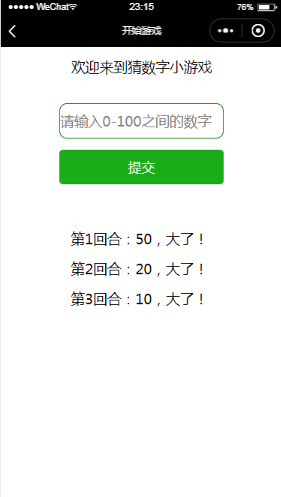 WeChat 23:15 76%
开始游戏
欢迎来到猜数字小游戏
请输入0-100之间的数字
提交
第1回合：50，大了！
第2回合：20，大了！
第3回合：10，大了！